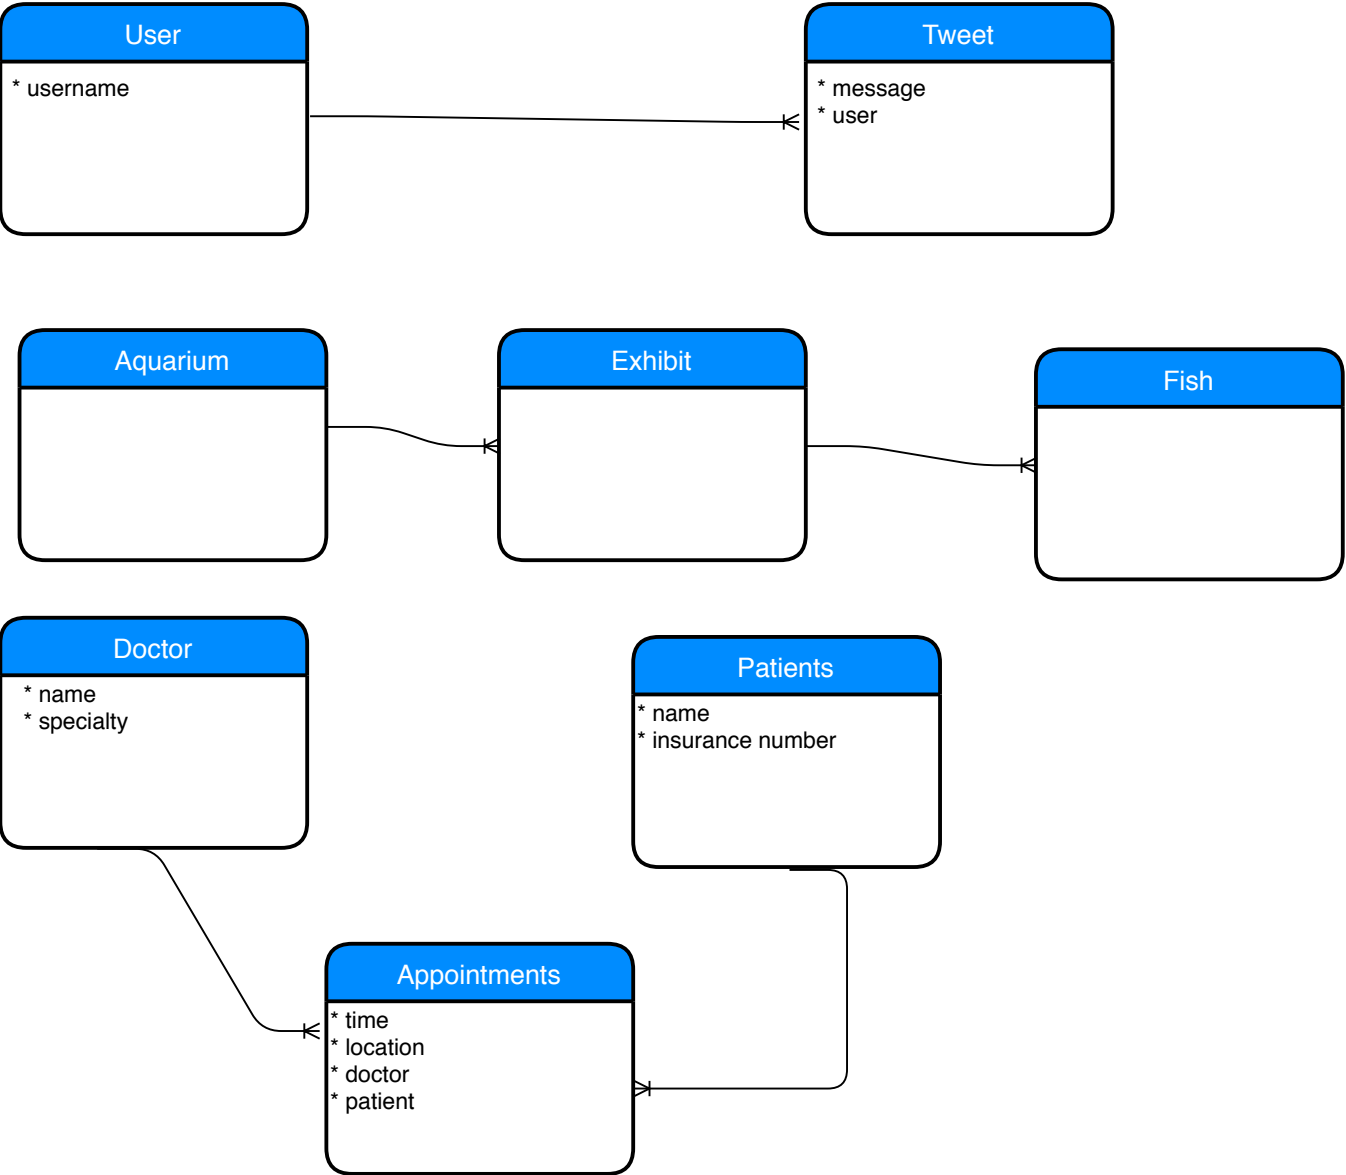 User
* username
Tweet
* message
* user
Aquarium
Exhibit
Fish
Doctor
* name
* specialty
Patients
* name
* insurance number
Appointments
* time
* location
* doctor
* patient